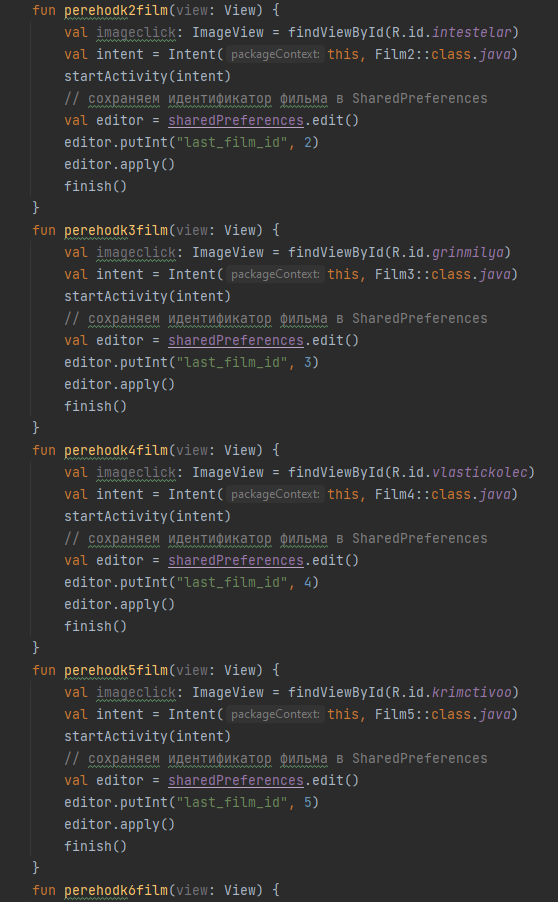 fun perehodk2film(view: View) {
val imageclick: ImageView = findViewById(R.id.intestelar)
val intent = Intent( packageContext: this, Film2::class.java)
startActivity(intent)
// сохраняем идентификатор фильма в SharedPreferences
val editor = sharedPreferences.edit()
editor.putInt("last_film_id", 2)
editor.apply()
finish()
}
fun perehodk3film(view: View) {
val imageclick: ImageView = findViewById(R.id.grinmilya)
val intent = Intent( packageContext: this, Film3::class.java)
startActivity(intent)
// сохраняем идентификатор фильма в SharedPreferences
val editor = sharedPreferences.edit()
editor.putInt("last_film_id", 3)
editor.apply()
finish()
}
fun perehodk4film(view: View) {
val imageclick: ImageView = findViewById(R.id.vlastickolec)
val intent = Intent( packageContext: this, Film4::class.java)
startActivity(intent)
// сохраняем идентификатор фильма в SharedPreferences
val editor = sharedPreferences.edit()
editor.putInt("last_film_id", 4)
editor.apply()
finish()
}
fun perehodk5film(view: View) {
val imageclick: ImageView = findViewById(R.id.krimctivoo)
val intent = Intent( packageContext: this, Film5::class.java)
startActivity(intent)
// сохраняем идентификатор фильма в SharedPreferences
val editor = sharedPreferences.edit()
editor.putInt("last_film_id", 5)
editor.apply()
finish()
}
fun perehodk6film(view: View) {